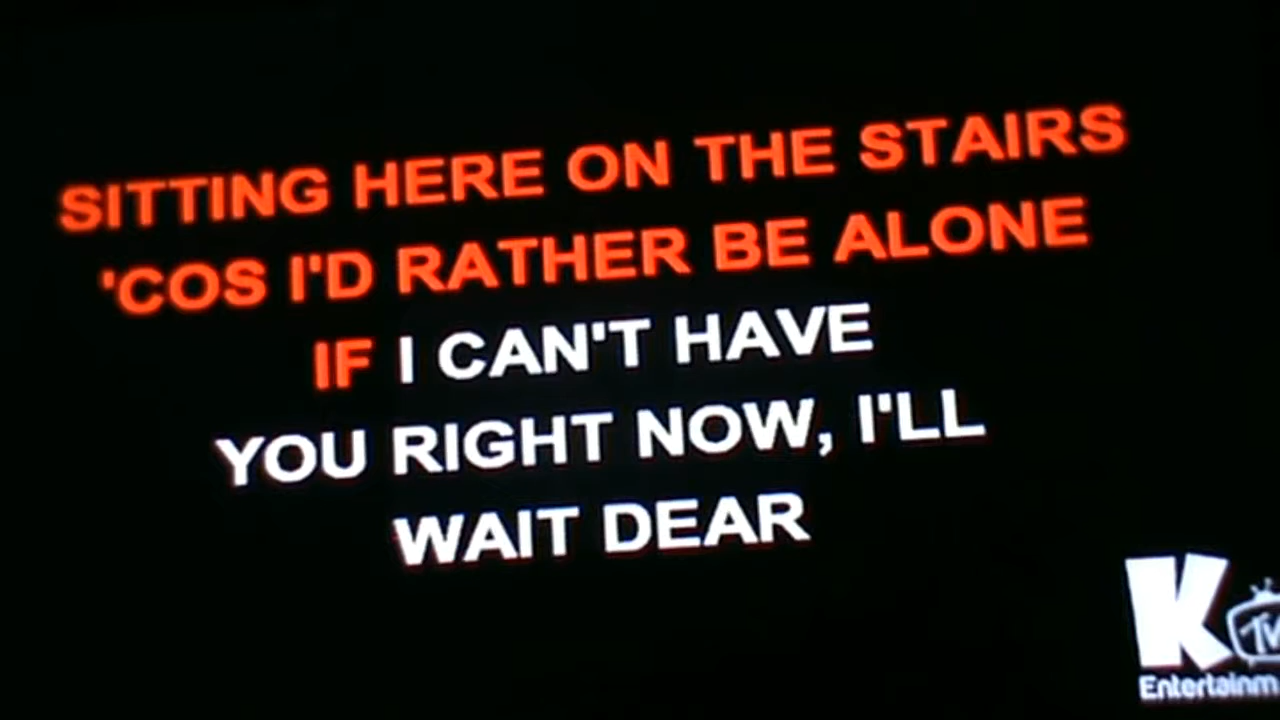 SITTING HERE ON THE STAIRS
'COS I'D RATHER BE ALONE
IF I CAN'T HAVE
YOU RIGHT NOW, I'LL
WAIT DEAR
K TV
Entertainm